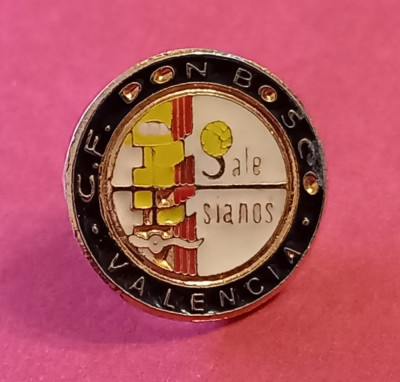 C.F. DON BOSCO
Sale
sianos
· VALENCIA ·